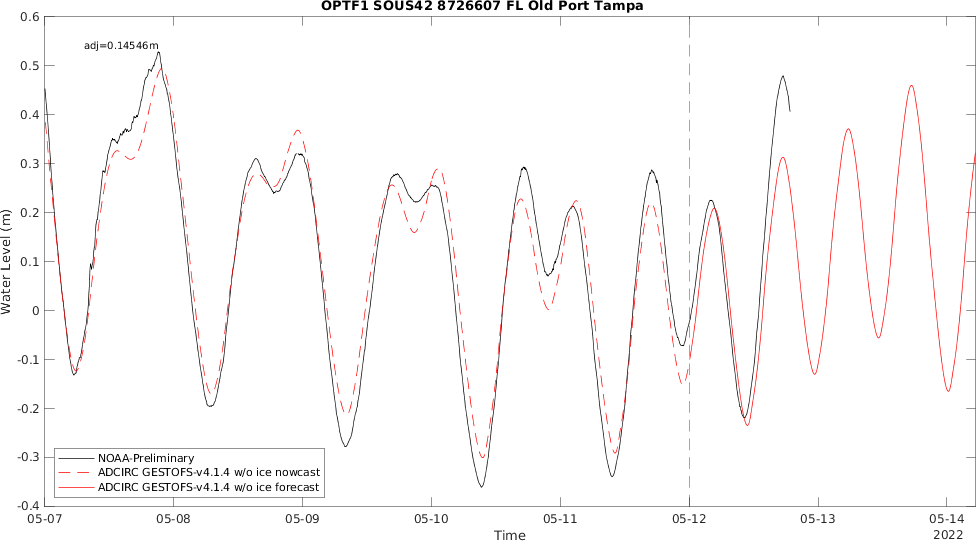 OPTF1 SOUS42 8726607 FL Old Port Tampa
adj=0.14546m
Water Level (m)
0.6
0.5
0.4
0.3
0.2
0.1
0
-0.1
-0.2
-0.3
-0.4
NOAA-Preliminary
ADCIRC GESTOFS-v4.1.4 w/o ice nowcast
ADCIRC GESTOFS-v4.1.4 w/o ice forecast
05-07 05-08 05-09 05-10 05-11 05-12 05-13 05-14
Time
2022